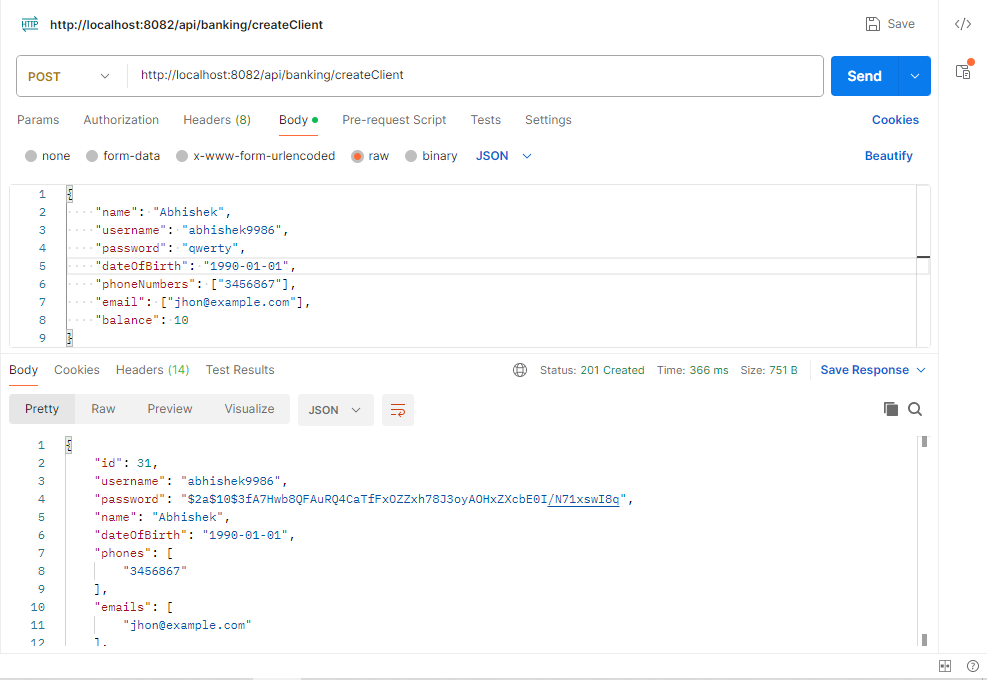 HTTP http://localhost:8082/api/banking/createClient Save
POST http://localhost:8082/api/banking/createClient Send
Params Authorization Headers (8) Body Pre-request Script Tests Settings Cookies
none form-data x-www-form-urlencoded raw binary JSON Beautify
1 {
2 "name": "Abhishek",
3 "username": "abhishek9986",
4 "password": "qwerty",
5 "dateOfBirth": "1990-01-01",
6 "phoneNumbers": ["3456867"],
7 "email": ["jhon@example.com"],
8 "balance": 10
9 }
Body Cookies Headers (14) Test Results Status: 201 Created Time: 366 ms Size: 751 B Save Response
Pretty Raw Preview Visualize JSON
1 {
2 "id": 31,
3 "username": "abhishek9986",
4 "password": "$2a$10$3fA7Hwb8QFAuRQ4CaTfFxOZZxh78J3oyAOHxZXcbE0I/N71xswI8q",
5 "name": "Abhishek",
6 "dateOfBirth": "1990-01-01",
7 "phones": [
8 "3456867"
9 ],
10 "emails": [
11 "jhon@example.com"
12 ],